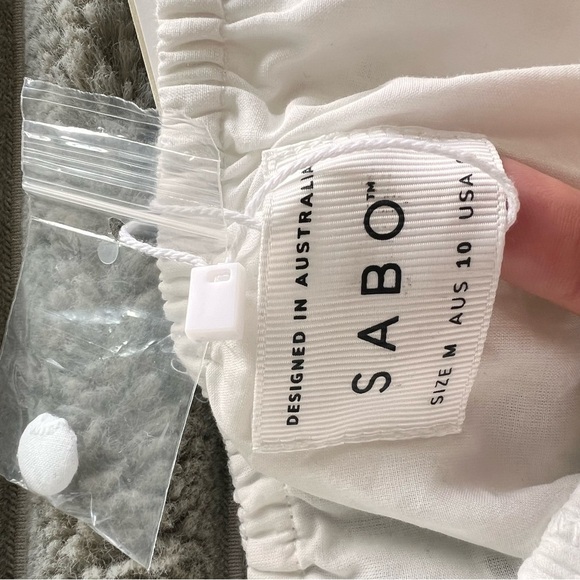 DESIGNED IN AUSTRALIA
SABO™
SIZE M AUS 10 USA